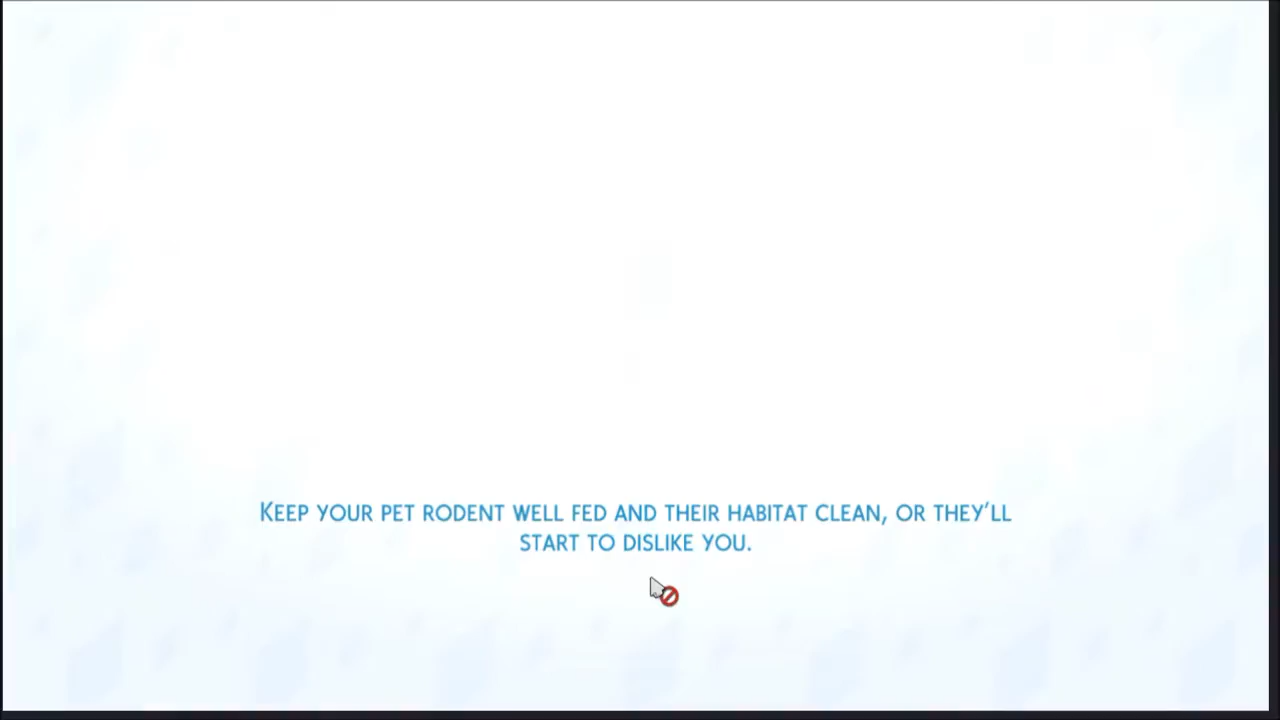 Keep your pet rodent well fed and their habitat clean, or they'll
start to dislike you.